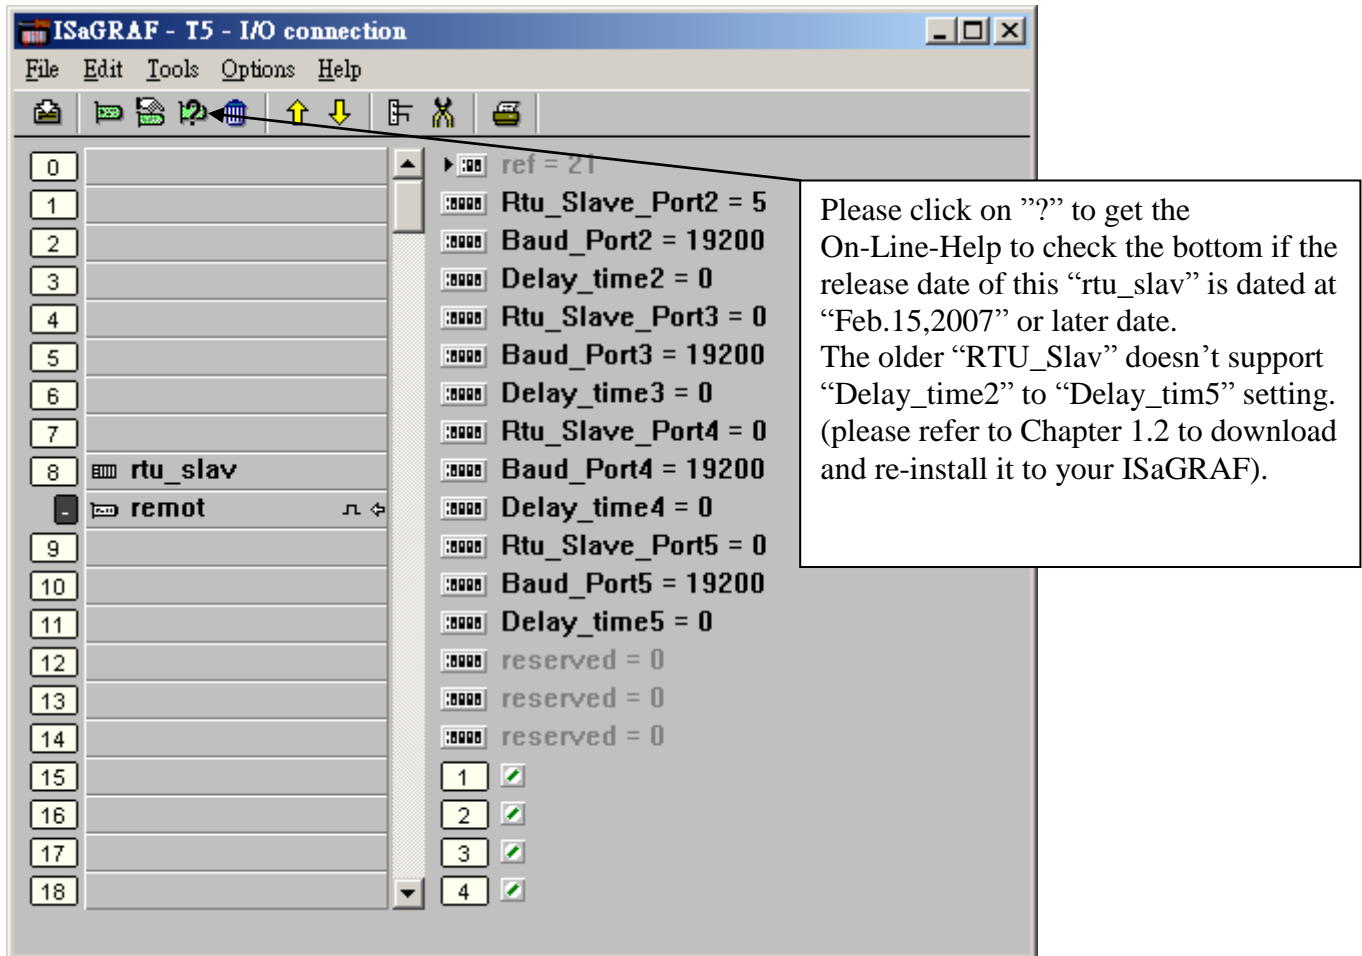 ISaGRAF - T5 - I/O connection
File Edit Tools Options Help
0
1
2
3
4
5
6
7
8 rtu_slav
- remot
9
10
11
12
13
14
15
16
17
18
ref = 21
Rtu_Slave_Port2 = 5
Baud_Port2 = 19200
Delay_time2 = 0
Rtu_Slave_Port3 = 0
Baud_Port3 = 19200
Delay_time3 = 0
Rtu_Slave_Port4 = 0
Baud_Port4 = 19200
Delay_time4 = 0
Rtu_Slave_Port5 = 0
Baud_Port5 = 19200
Delay_time5 = 0
reserved = 0
reserved = 0
reserved = 0
1
2
3
4
Please click on ”?” to get the
On-Line-Help to check the bottom if the
release date of this “rtu_slav” is dated at
“Feb.15,2007” or later date.
The older “RTU_Slav” doesn’t support
“Delay_time2” to “Delay_tim5” setting.
(please refer to Chapter 1.2 to download
and re-install it to your ISaGRAF).